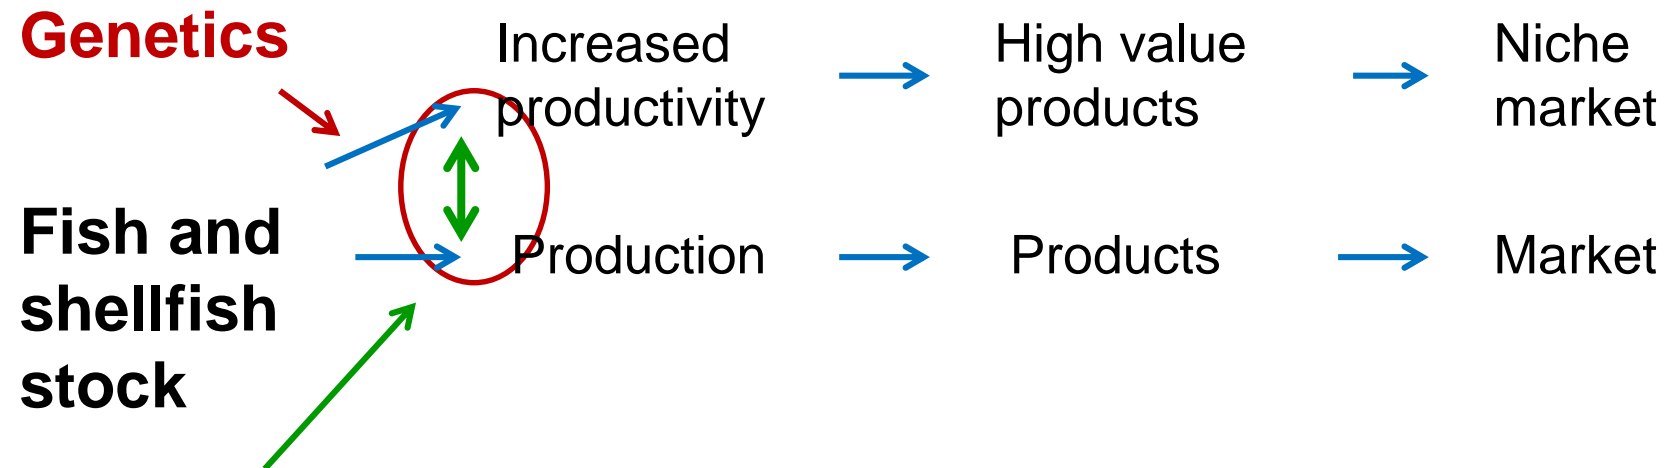 Genetics
Increased
productivity
High value
products
Niche
market
Fish and
shellfish
stock
Production
Products
Market